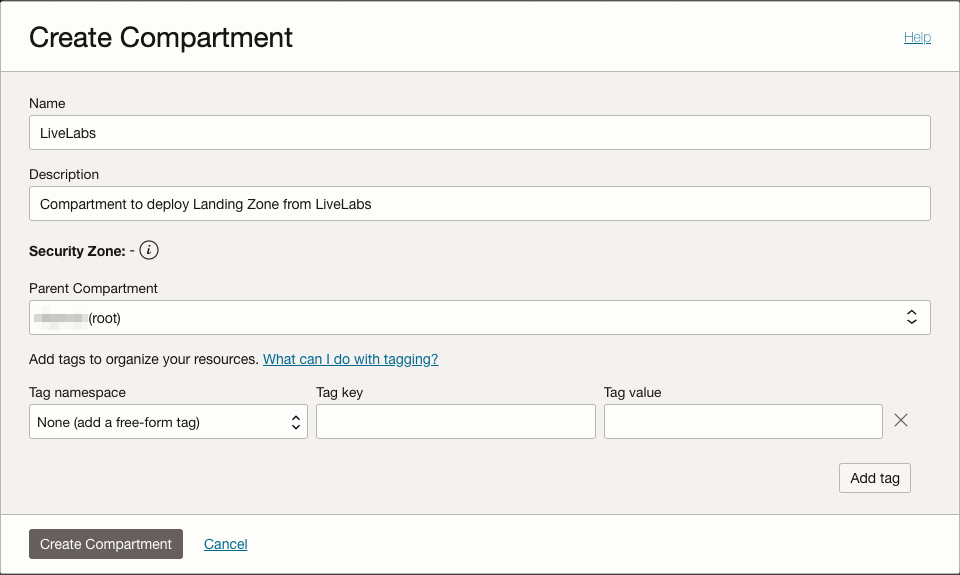 Create Compartment
Help
Name
LiveLabs
Description
Compartment to deploy Landing Zone from LiveLabs
Security Zone: - i
Parent Compartment
(root)
Add tags to organize your resources. What can I do with tagging?
Tag namespace Tag key Tag value
None (add a free-form tag)
Add tag
Create Compartment Cancel